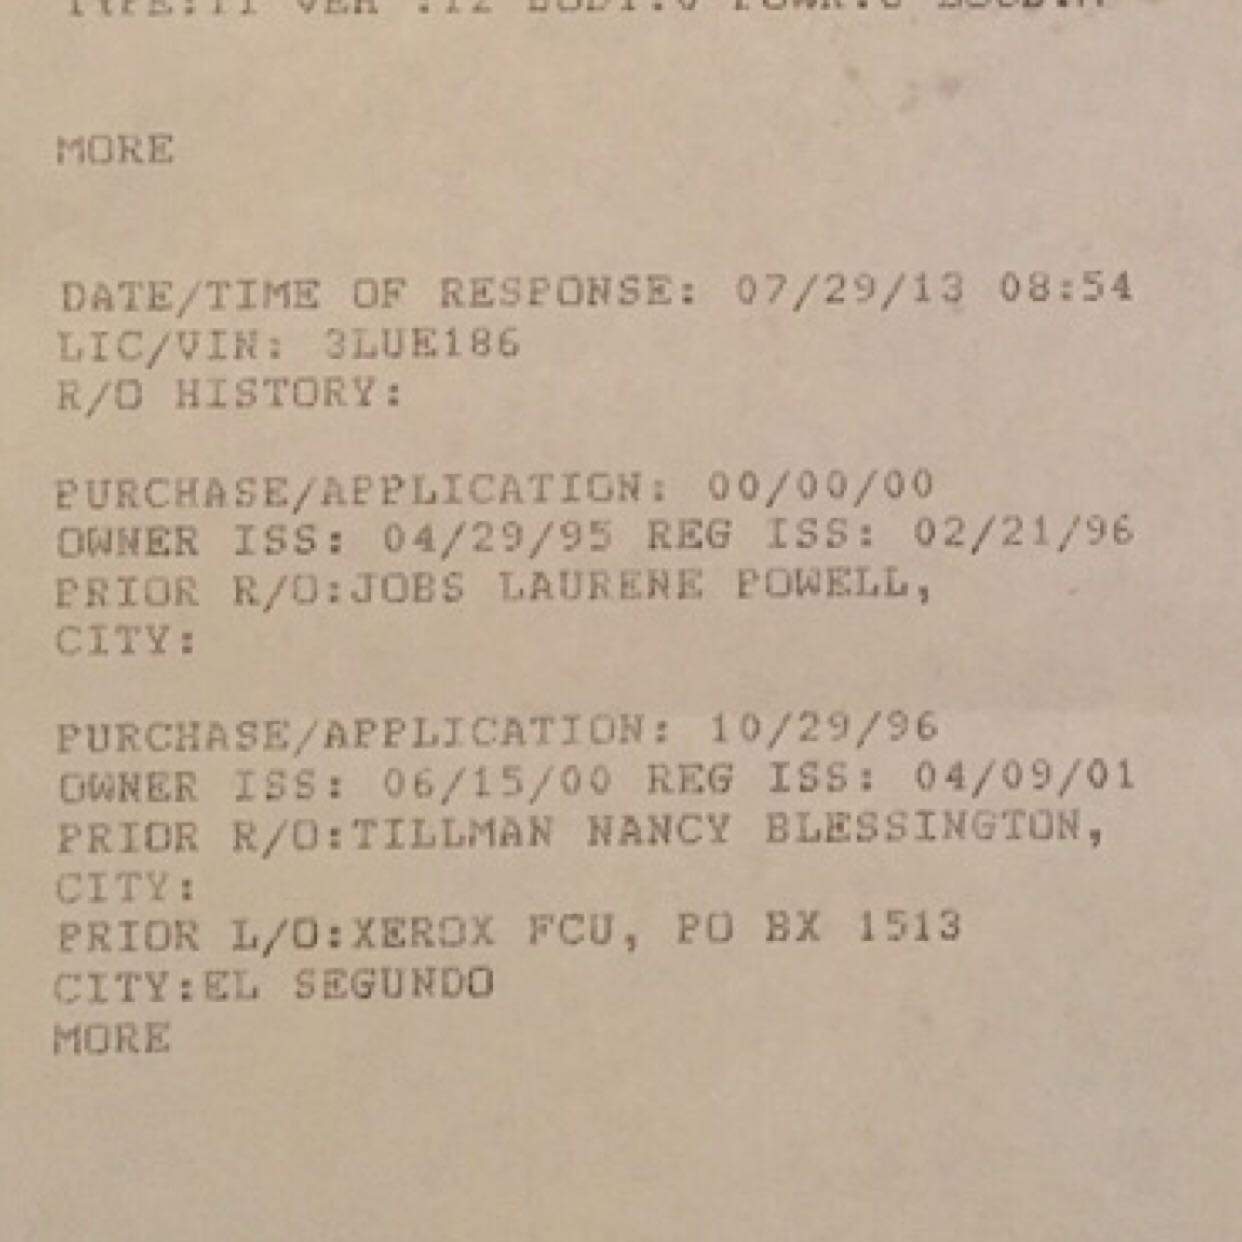 MORE
DATE/TIME OF RESPONSE: 07/29/13 08:54
LIC/VIN: 3LUE186
R/O HISTORY:
PURCHASE/APPLICATION: 00/00/00
OWNER ISS: 04/29/95 REG ISS: 02/21/96
PRIOR R/O:JOBS LAURENE POWELL,
CITY:
PURCHASE/APPLICATION: 10/29/96
OWNER ISS: 06/15/00 REG ISS: 04/09/01
PRIOR R/O:TILLMAN NANCY BLESSINGTON,
CITY:
PRIOR L/O:XEROX FCU, PO BX 1513
CITY:EL SEGUNDO
MORE